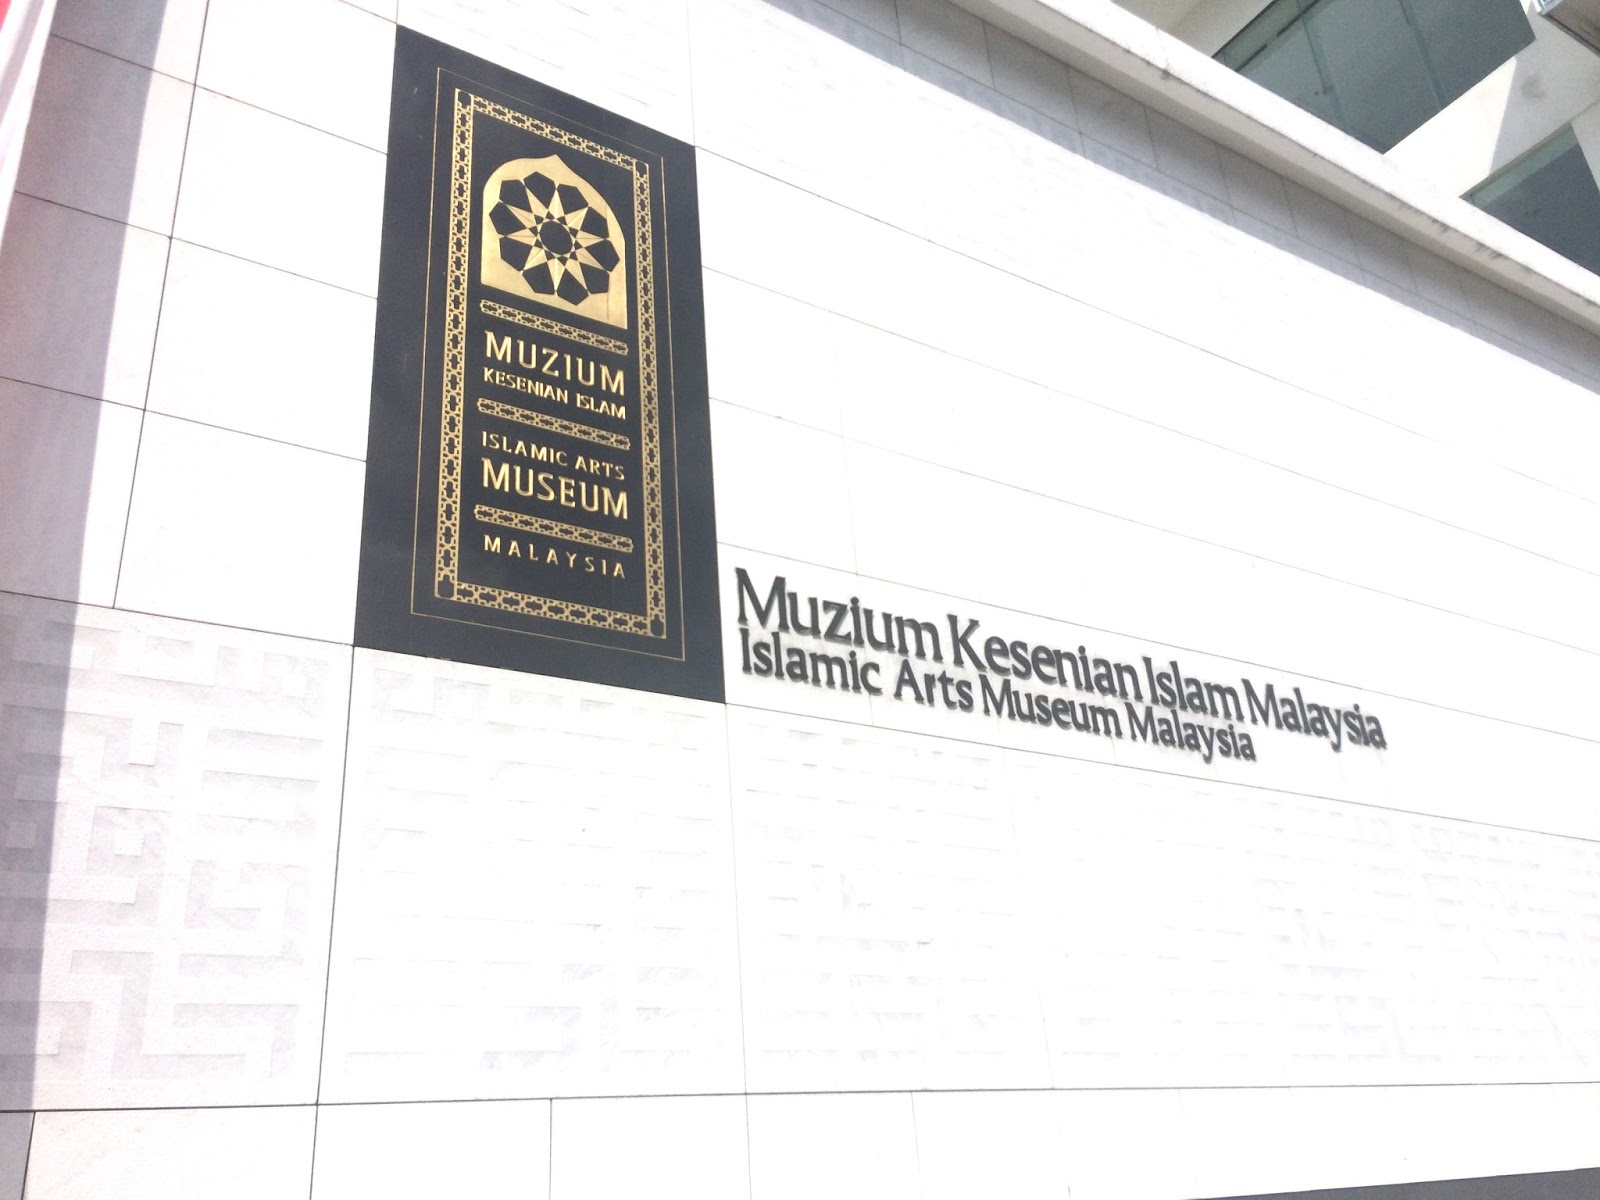 MUZIUM
KESENIAN ISLAM
ISLAMIC ARTS
MUSEUM
MALAYSIA
Muzium Kesenian Islam Malaysia
Islamic Arts Museum Malaysia